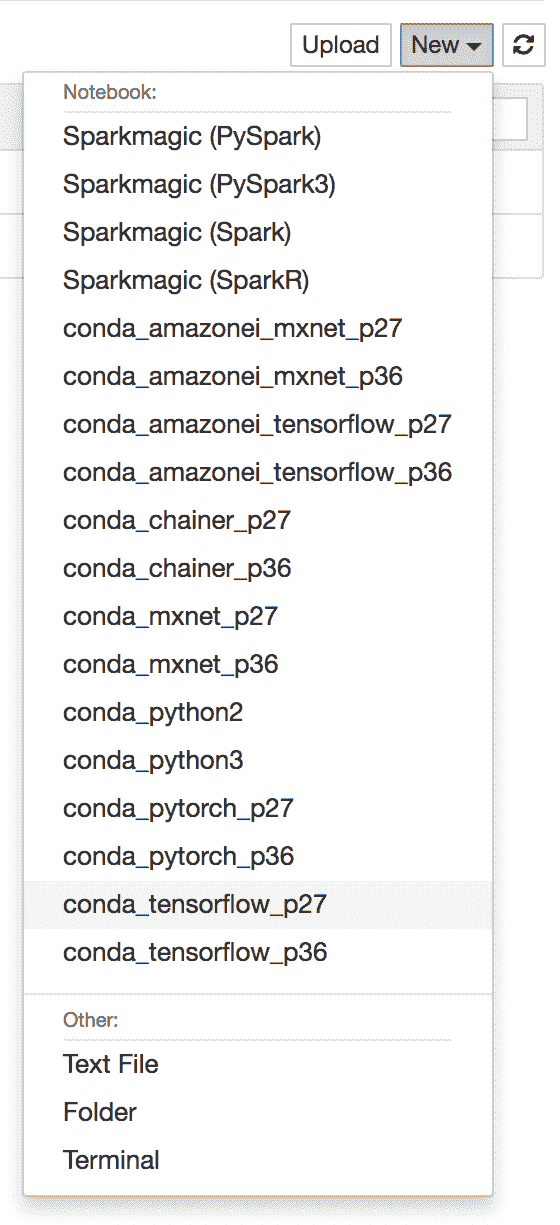 Upload New
Notebook:
Sparkmagic (PySpark)
Sparkmagic (PySpark3)
Sparkmagic (Spark)
Sparkmagic (SparkR)
conda_amazonei_mxnet_p27
conda_amazonei_mxnet_p36
conda_amazonei_tensorflow_p27
conda_amazonei_tensorflow_p36
conda_chainer_p27
conda_chainer_p36
conda_mxnet_p27
conda_mxnet_p36
conda_python2
conda_python3
conda_pytorch_p27
conda_pytorch_p36
conda_tensorflow_p27
conda_tensorflow_p36
Other:
Text File
Folder
Terminal